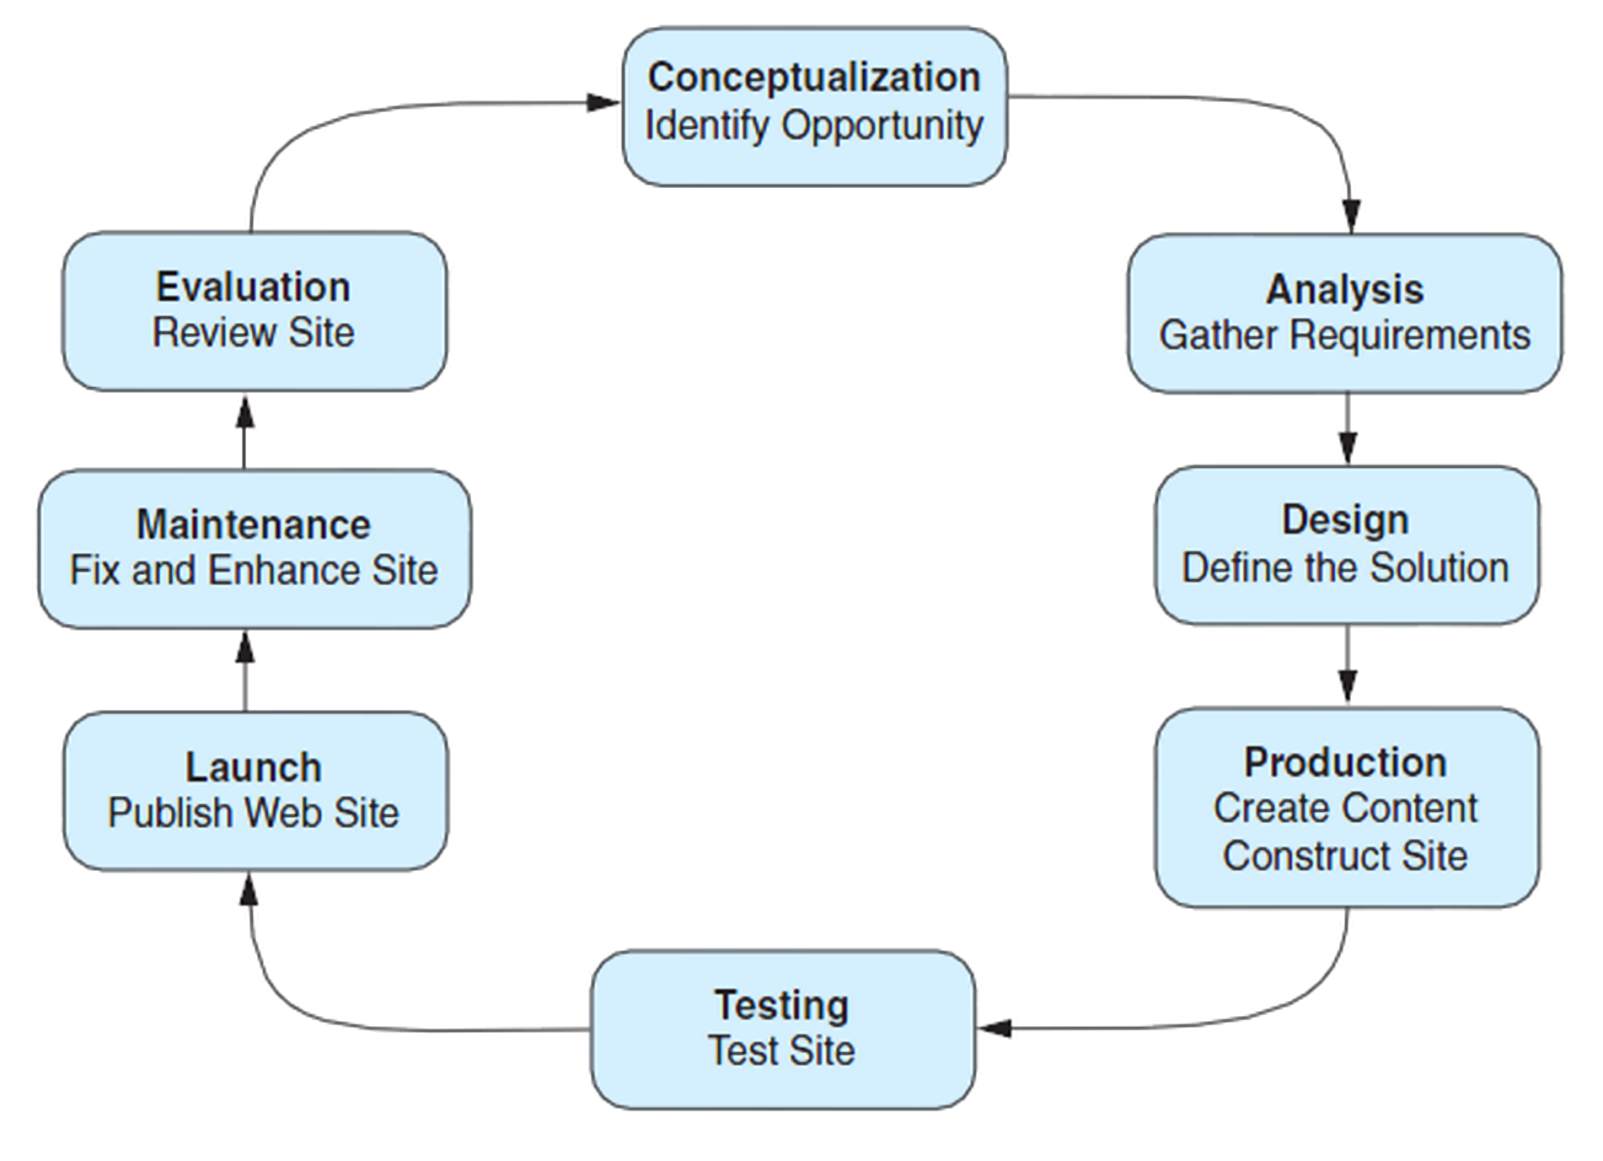 Conceptualization
Identify Opportunity
Analysis
Gather Requirements
Design
Define the Solution
Production
Create Content
Construct Site
Testing
Test Site
Launch
Publish Web Site
Maintenance
Fix and Enhance Site
Evaluation
Review Site